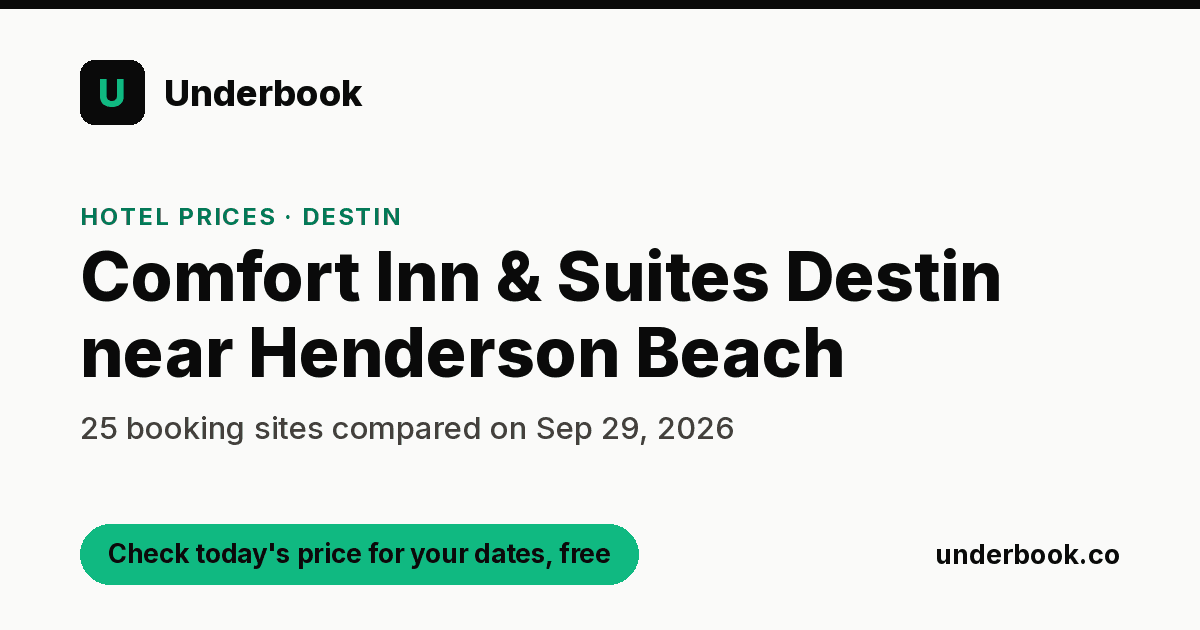 U Underbook
HOTEL PRICES · DESTIN
Comfort Inn & Suites Destin
near Henderson Beach
25 booking sites compared on Sep 29, 2026
Check today's price for your dates, free
underbook.co